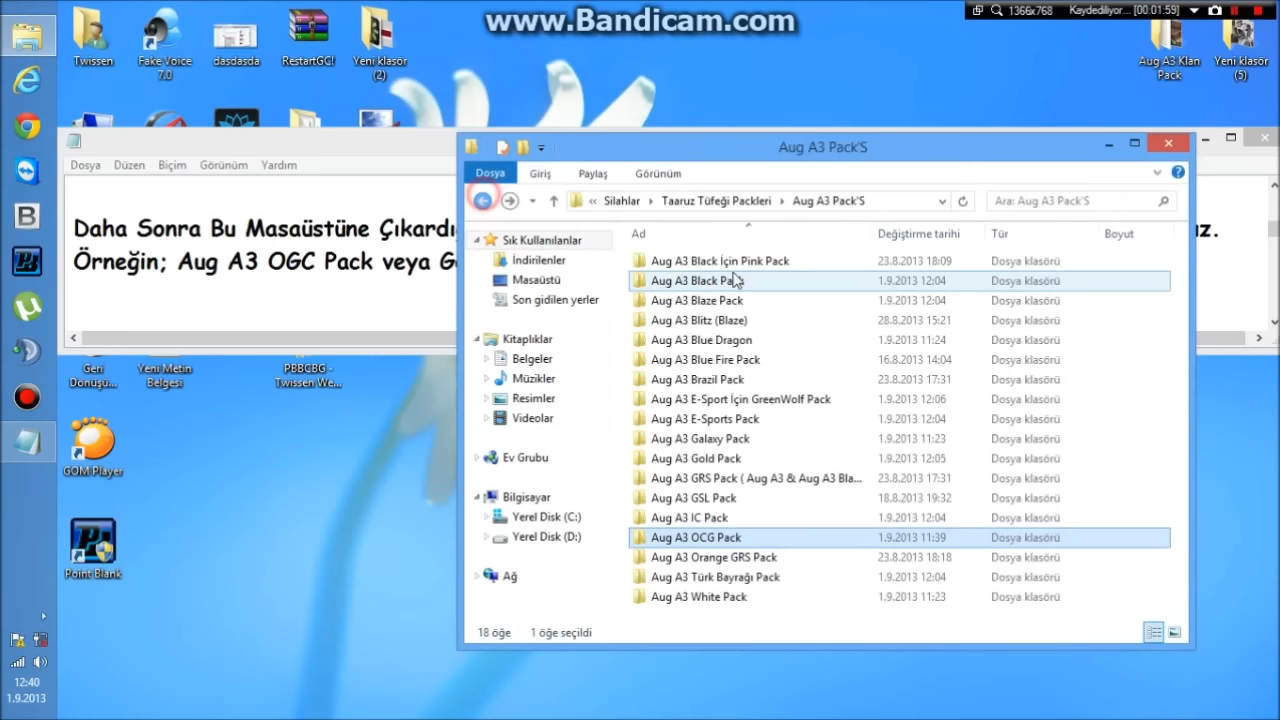 www.Bandicam.com
1366x768 Kaydediliyor... [00:01:59]
Twissen
Fake Voice
7.0
dasdasda
RestartGC!
Yeni klasör
(2)
Aug A3 Klan
Pack
Yeni klasör
(5)
Dosya Düzen Biçim Görünüm Yardım
Daha Sonra Bu Masaüstüne Çıkardı
Örneğin; Aug A3 OGC Pack veya G
z.
Aug A3 Pack'S
Dosya Giriş Paylaş Görünüm
« Silahlar Taaruz Tüfeği Packleri Aug A3 Pack'S
Ara: Aug A3 Pack'S
Sık Kullanılanlar
İndirilenler
Masaüstü
Son gidilen yerler
Kitaplıklar
Belgeler
Müzikler
Resimler
Videolar
Ev Grubu
Bilgisayar
Yerel Disk (C:)
Yerel Disk (D:)
Ağ
Ad Değiştirme tarihi Tür Boyut
Aug A3 Black İçin Pink Pack 23.8.2013 18:09 Dosya klasörü
Aug A3 Black Pack 1.9.2013 12:04 Dosya klasörü
Aug A3 Blaze Pack 1.9.2013 12:04 Dosya klasörü
Aug A3 Blitz (Blaze) 28.8.2013 15:21 Dosya klasörü
Aug A3 Blue Dragon 1.9.2013 11:24 Dosya klasörü
Aug A3 Blue Fire Pack 16.8.2013 14:04 Dosya klasörü
Aug A3 Brazil Pack 23.8.2013 17:31 Dosya klasörü
Aug A3 E-Sport İçin GreenWolf Pack 1.9.2013 12:06 Dosya klasörü
Aug A3 E-Sports Pack 1.9.2013 12:04 Dosya klasörü
Aug A3 Galaxy Pack 1.9.2013 11:23 Dosya klasörü
Aug A3 Gold Pack 1.9.2013 12:05 Dosya klasörü
Aug A3 GRS Pack ( Aug A3 & Aug A3 Bla... 23.8.2013 17:31 Dosya klasörü
Aug A3 GSL Pack 18.8.2013 19:32 Dosya klasörü
Aug A3 IC Pack 1.9.2013 12:04 Dosya klasörü
Aug A3 OCG Pack 1.9.2013 11:39 Dosya klasörü
Aug A3 Orange GRS Pack 23.8.2013 18:18 Dosya klasörü
Aug A3 Türk Bayrağı Pack 1.9.2013 12:04 Dosya klasörü
Aug A3 White Pack 1.9.2013 11:23 Dosya klasörü
18 öğe 1 öğe seçildi
Geri
Dönüşü...
Yeni Metin
Belgesi
PBBCBG -
Twissen We...
GOM Player
Point Blank
12:40
1.9.2013